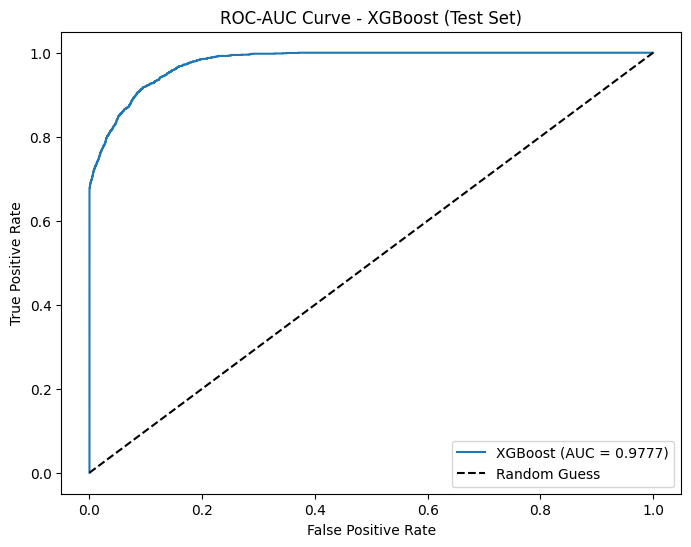 ROC-AUC Curve - XGBoost (Test Set)
True Positive Rate
1.0
0.8
0.6
0.4
0.2
0.0
XGBoost (AUC = 0.9777)
Random Guess
0.0 0.2 0.4 0.6 0.8 1.0
False Positive Rate